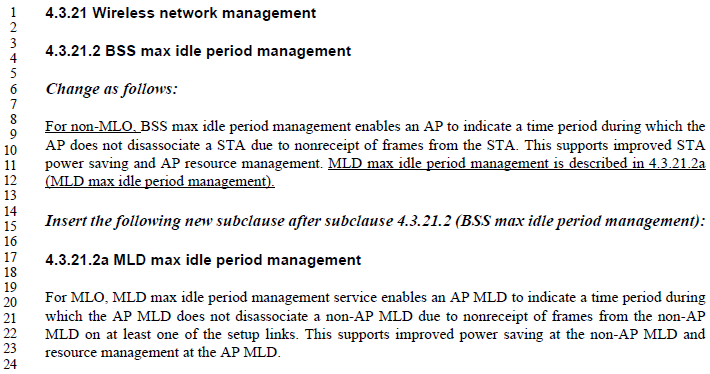 1 4.3.21 Wireless network management
2
3 4.3.21.2 BSS max idle period management
4
5
6 Change as follows:
7
8 For non-MLO, BSS max idle period management enables an AP to indicate a time period during which the
9 AP does not disassociate a STA due to nonreceipt of frames from the STA. This supports improved STA
10
11 power saving and AP resource management. MLD max idle period management is described in 4.3.21.2a
12 (MLD max idle period management).
13
14 Insert the following new subclause after subclause 4.3.21.2 (BSS max idle period management):
15
16
17 4.3.21.2a MLD max idle period management
18
19
20 For MLO, MLD max idle period management service enables an AP MLD to indicate a time period during
21 which the AP MLD does not disassociate a non-AP MLD due to nonreceipt of frames from the non-AP
22 MLD on at least one of the setup links. This supports improved power saving at the non-AP MLD and
23 resource management at the AP MLD.
24